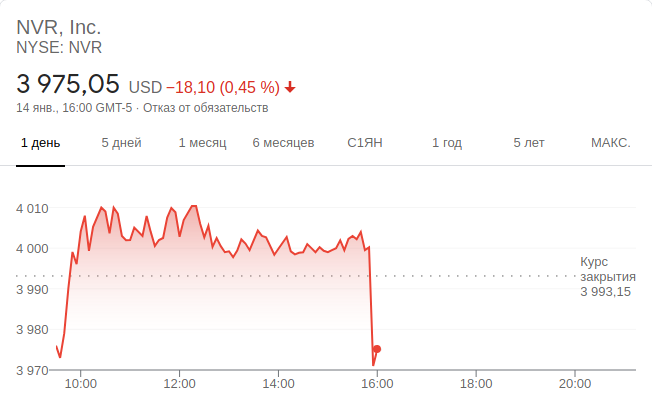 NVR, Inc.
NYSE: NVR
3 975,05 USD −18,10 (0,45 %)
14 янв., 16:00 GMT-5 · Отказ от обязательств
1 день 5 дней 1 месяц 6 месяцев С1ЯН 1 год 5 лет МАКС.
4 010
4 000
Курс
закрытия
3 993,15
3 990
3 980
3 970
10:00 12:00 14:00 16:00 18:00 20:00